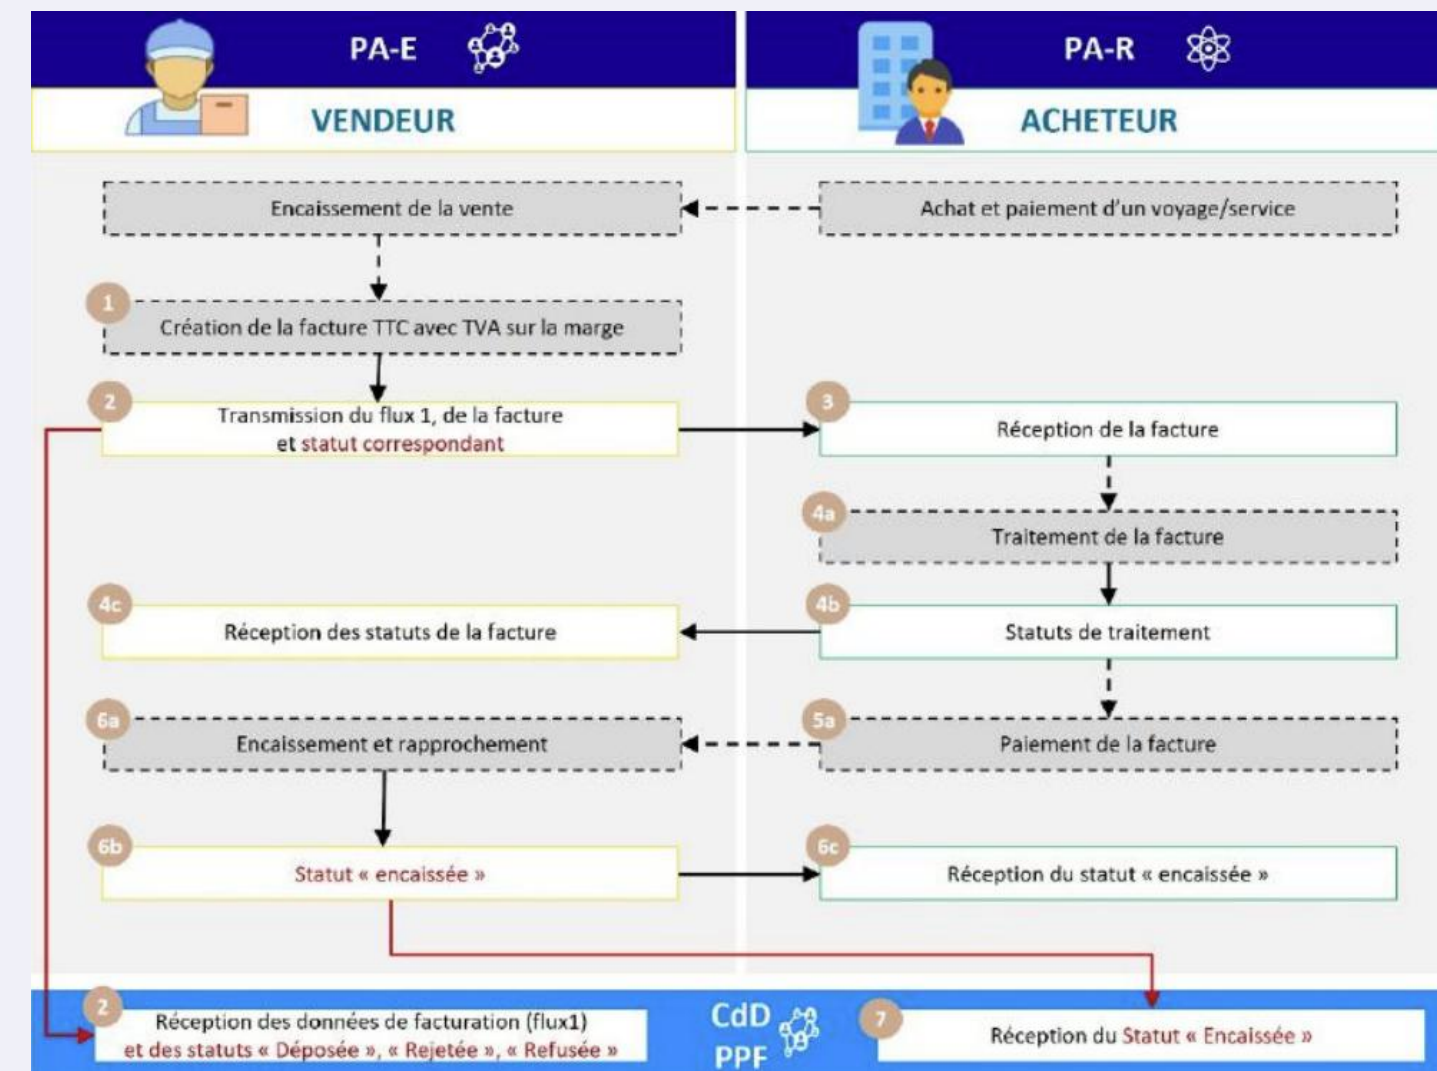 PA-E
PA-R
VENDEUR
ACHETEUR
Encaissement de la vente
Achat et paiement d'un voyage/service
1
Création de la facture TTC avec TVA sur la marge
2
Transmission du flux 1, de la facture
et statut correspondant
3
Réception de la facture
4a
Traitement de la facture
4c
Réception des statuts de la facture
4b
Statuts de traitement
6a
Encaissement et rapprochement
5a
Paiement de la facture
6b
Statut « encaissée »
6c
Réception du statut « encaissée »
2
Réception des données de facturation (flux1)
et des statuts « Déposée », « Rejetée », « Refusée »
CdD
PPF
7
Réception du Statut « Encaissée »